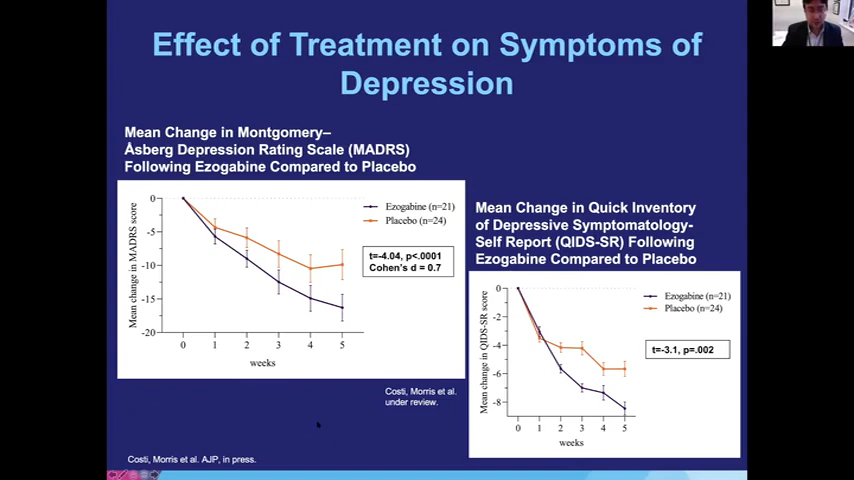 Effect of Treatment on Symptoms of
Depression
Mean Change in Montgomery–
Åsberg Depression Rating Scale (MADRS)
Following Ezogabine Compared to Placebo
Mean change in MADRS score
0
-5
-10
-15
-20
0 1 2 3 4 5
weeks
Ezogabine (n=21)
Placebo (n=24)
t=-4.04, p<.0001
Cohen's d = 0.7
Mean Change in Quick Inventory
of Depressive Symptomatology-
Self Report (QIDS-SR) Following
Ezogabine Compared to Placebo
Mean change in QIDS-SR score
0
-2
-4
-6
-8
0 1 2 3 4 5
weeks
Ezogabine (n=21)
Placebo (n=24)
t=-3.1, p=.002
Costi, Morris et al.
under review.
Costi, Morris et al. AJP, in press.